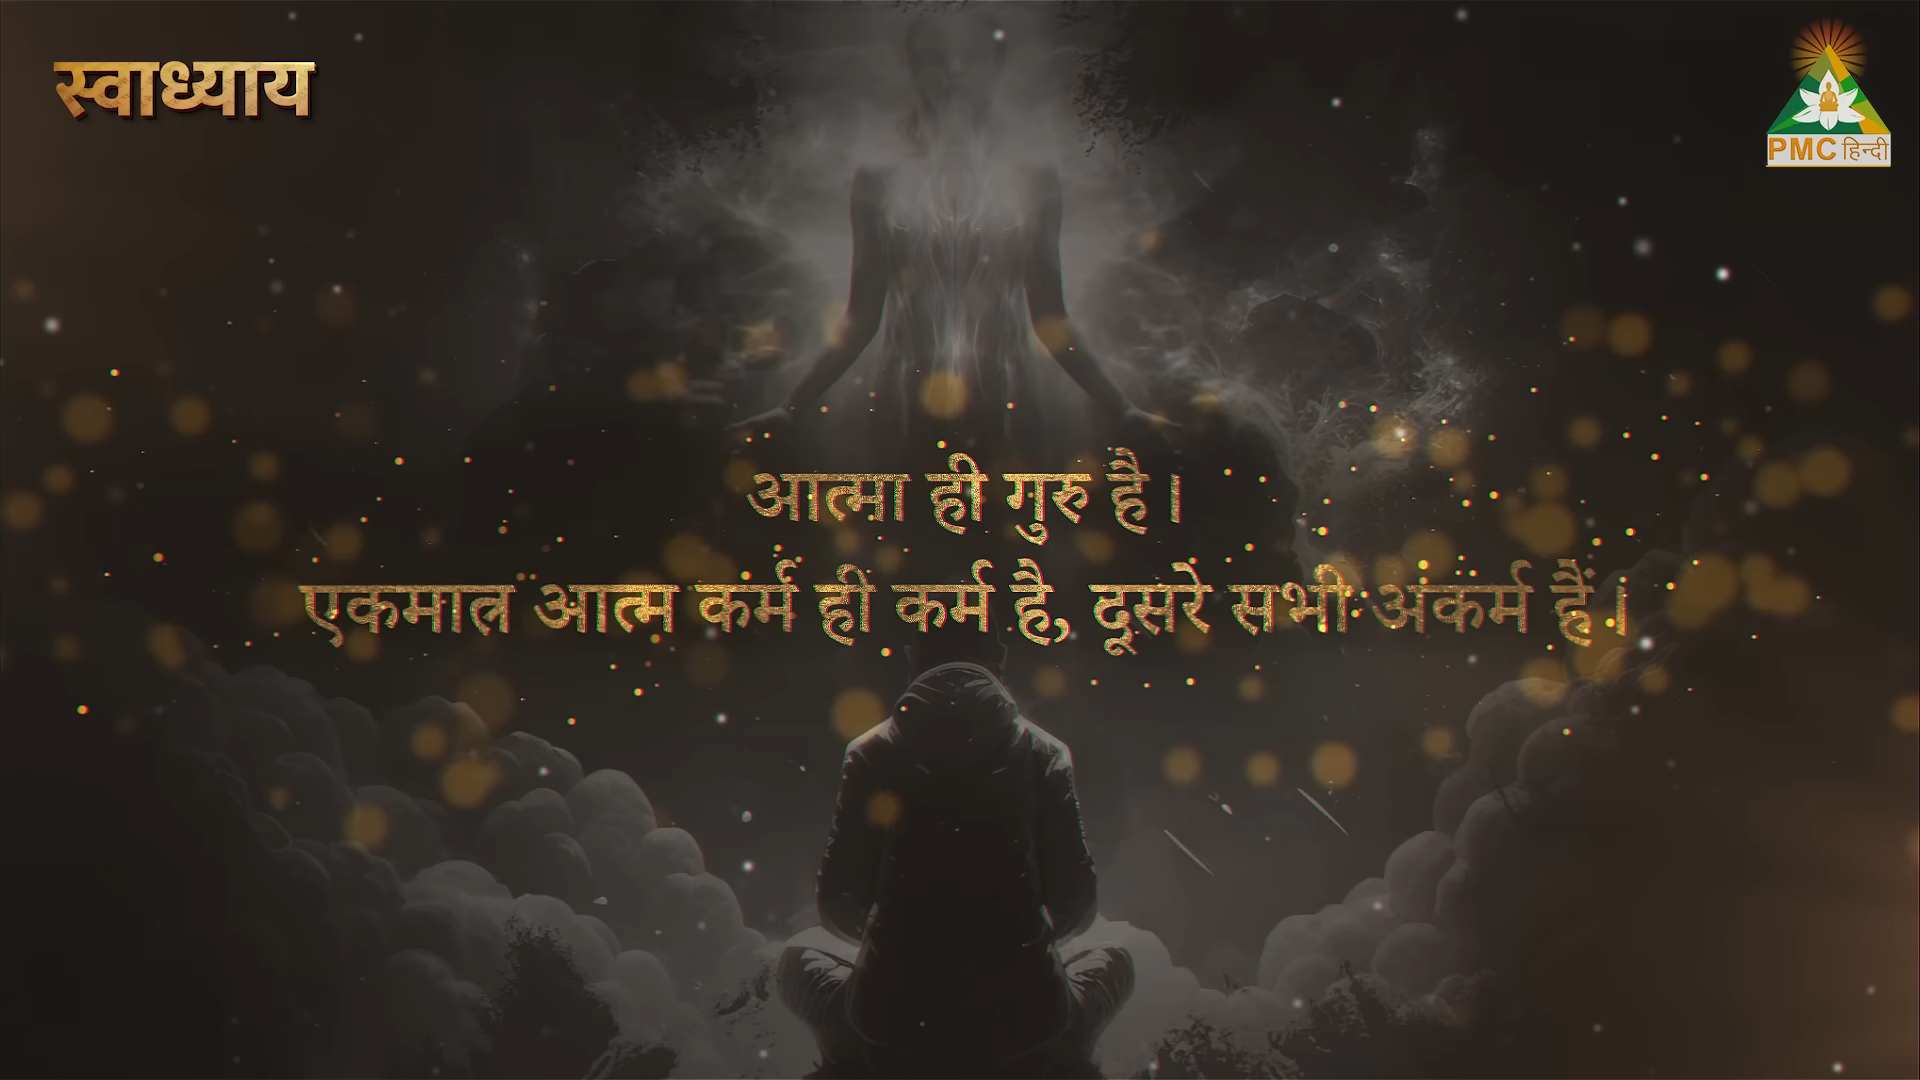 स्वाध्याय
PMC हिन्दी
आत्मा ही गुरु है।
एकमात्र आत्म कर्म ही कर्म है, दूसरे सभी अकर्म हैं।